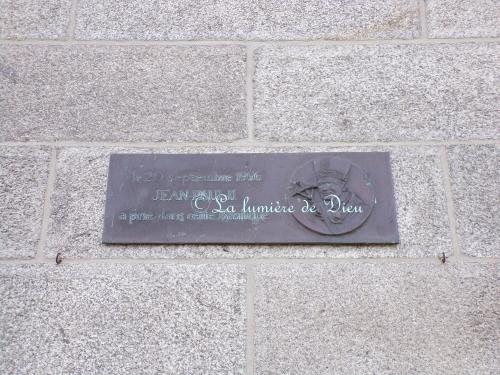 le 20 septembre 1996
JEAN PAUL II
a prié dans cette basilique
© La lumière de Dieu